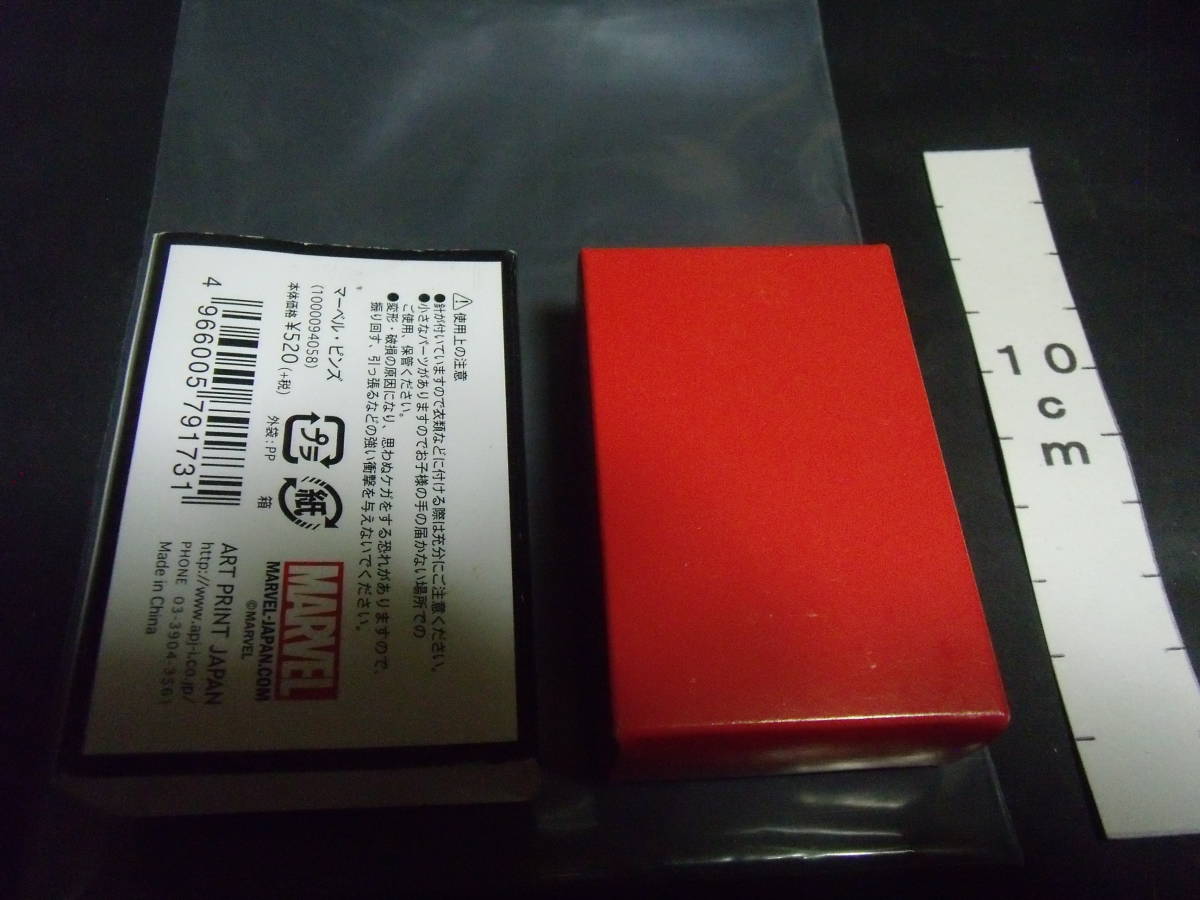 ⚠使用上の注意
●針が付いていますので衣類などに付ける際は充分にご注意ください。
●小さなパーツがありますのでお子様の手の届かない場所での
ご使用、保管ください。
●変形・破損の原因になり、思わぬケガをする恐れがありますので、
振り回す、引っ張るなどの強い衝撃を与えないでください。
マーベル・ピンズ
(1000094058)
本体価格 ¥520(+税)
4 966005 791731
プラ
外袋:PP
紙
箱
MARVEL
MARVEL-JAPAN.COM
©MARVEL
ART PRINT JAPAN
http://www.apj-i.co.jp/
PHONE 03-3904-3561
Made in China
10
cm